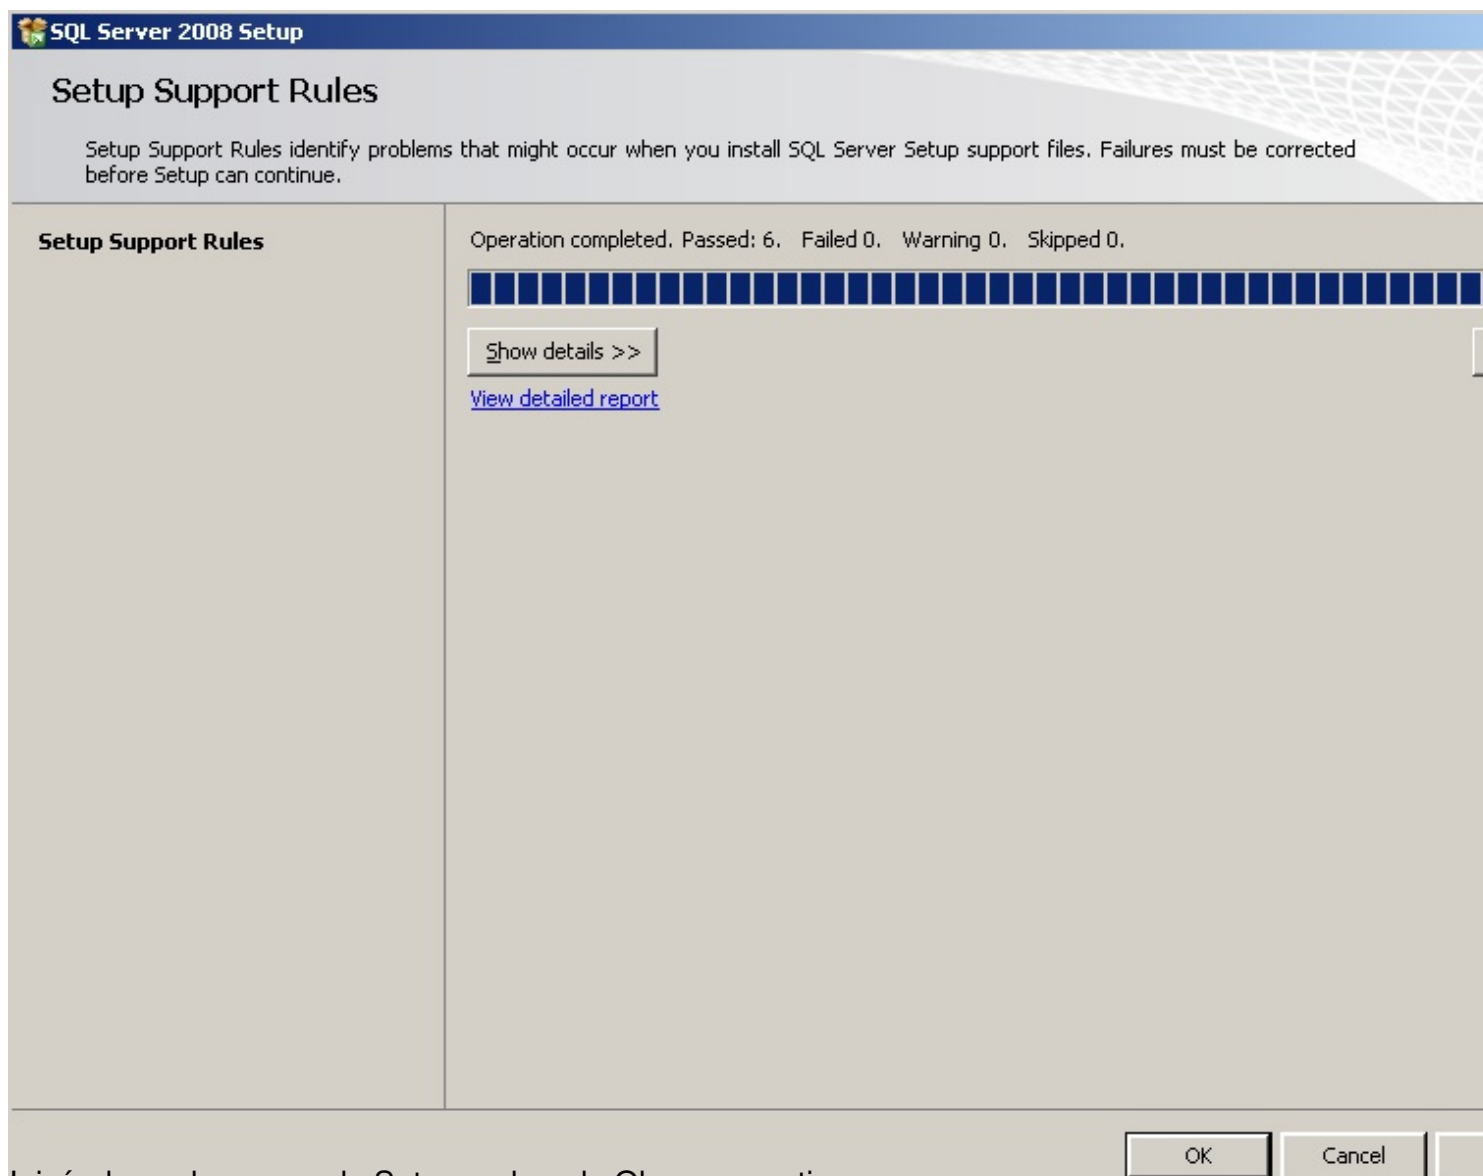 SQL Server 2008 Setup
Setup Support Rules
Setup Support Rules identify problems that might occur when you install SQL Server Setup support files. Failures must be corrected
before Setup can continue.
Setup Support Rules
Operation completed. Passed: 6. Failed 0. Warning 0. Skipped 0.
Show details >>
View detailed report
OK
Cancel